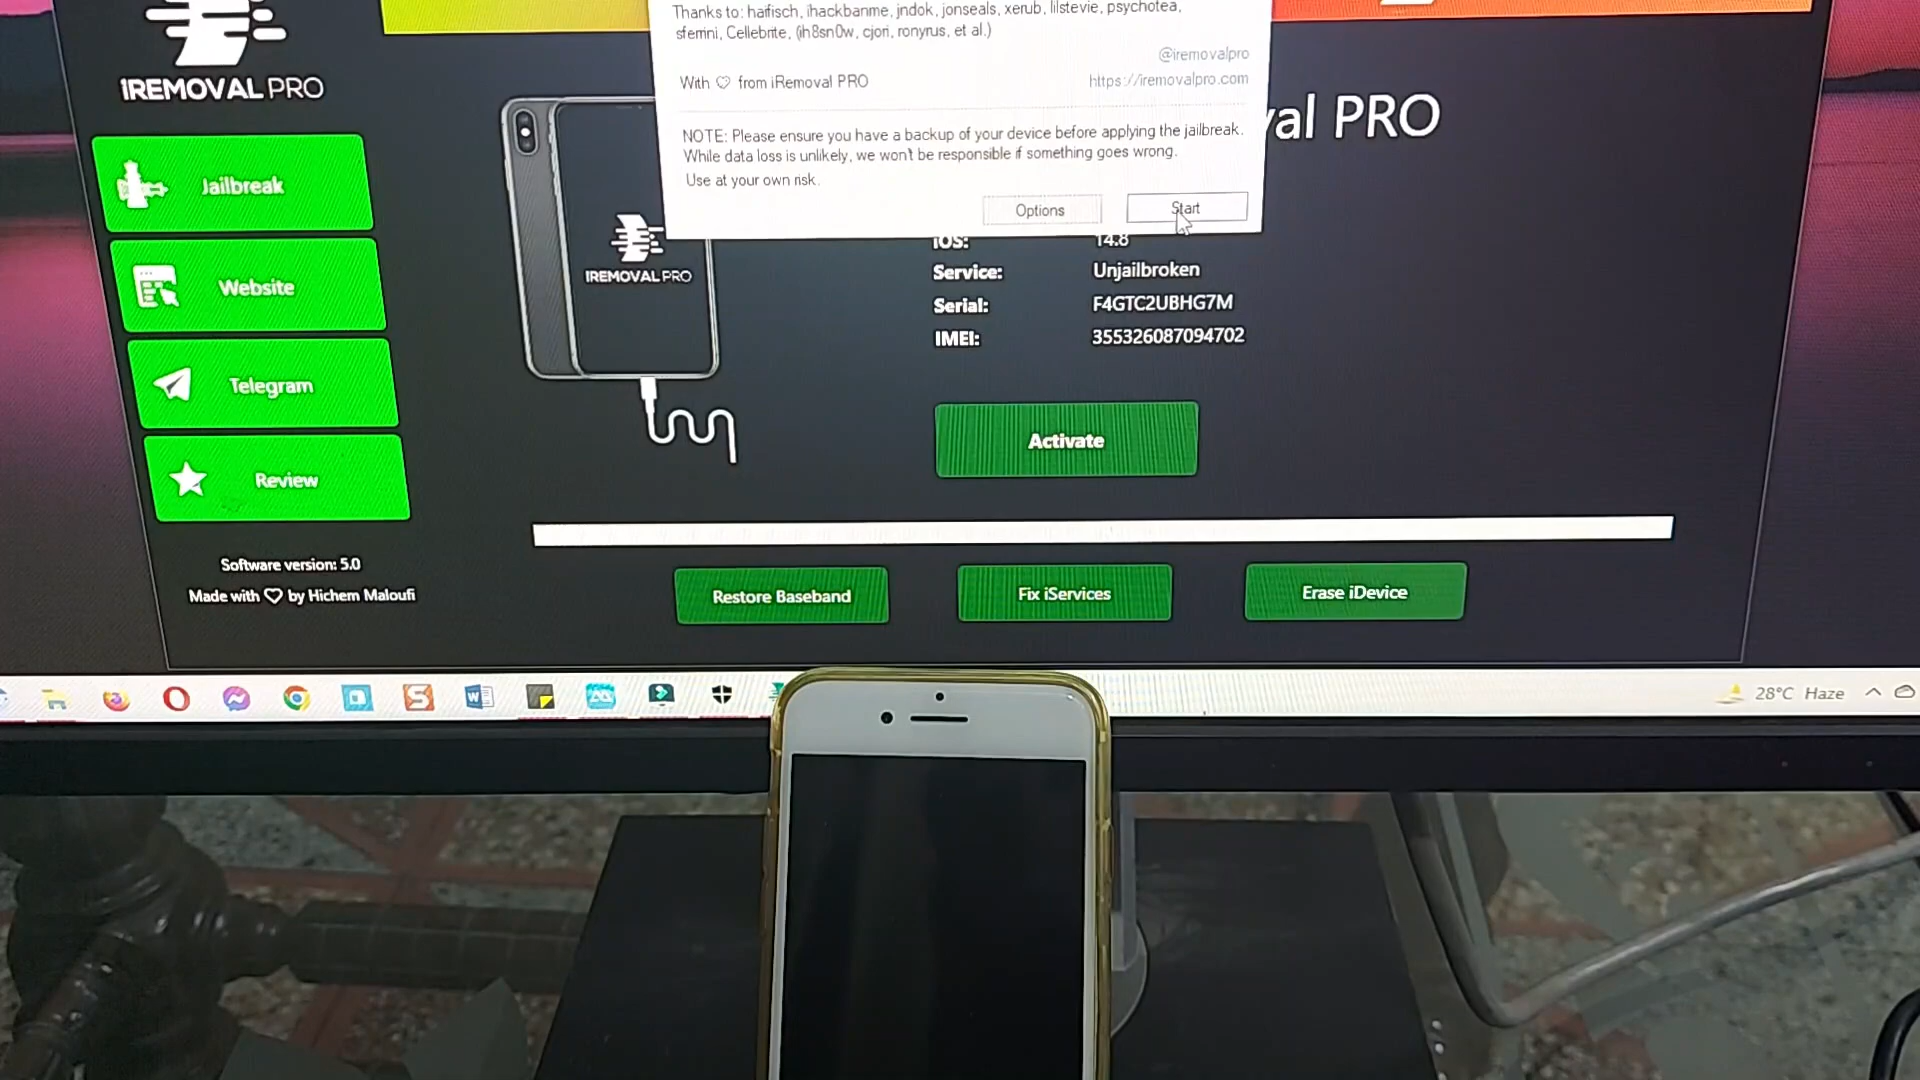 Thanks to: haifisch, ihackbanme, jndok, jonseals, xerub, lilstevie, psychotea,
sferrini, Cellebrite, (ih8sn0w, cjori, ronyrus, et al.)
@iremovalpro
With ♡ from iRemoval PRO
https://iremovalpro.com
NOTE: Please ensure you have a backup of your device before applying the jailbreak.
While data loss is unlikely, we won't be responsible if something goes wrong.
Use at your own risk.
Options
Start
IREMOVAL PRO
val PRO
Jailbreak
Website
Telegram
Review
Software version: 5.0
Made with ♡ by Hichem Maloufi
IREMOVAL PRO
iOS: 14.8
Service: Unjailbroken
Serial: F4GTC2UBHG7M
IMEI: 355326087094702
Activate
Restore Baseband
Fix iServices
Erase iDevice
28°C Haze